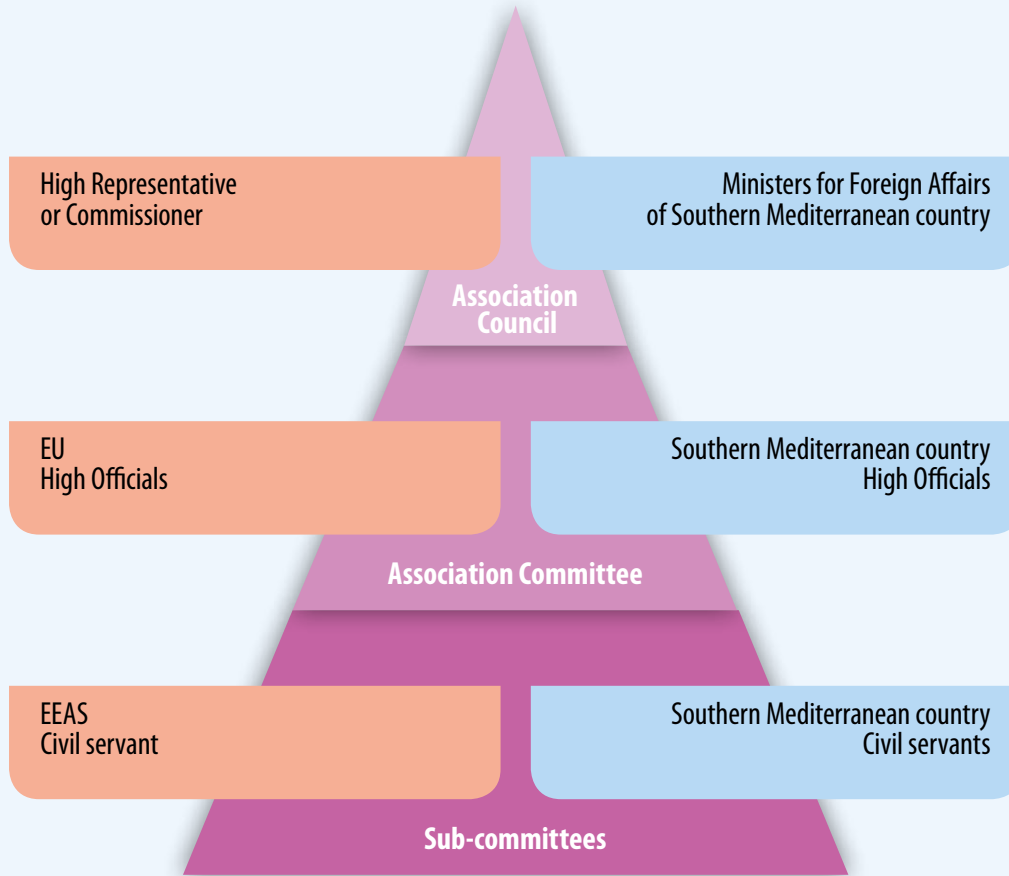 High Representative
or Commissioner
Ministers for Foreign Affairs
of Southern Mediterranean country
Association
Council
EU
High Officials
Southern Mediterranean country
High Officials
Association Committee
EEAS
Civil servant
Southern Mediterranean country
Civil servants
Sub-committees